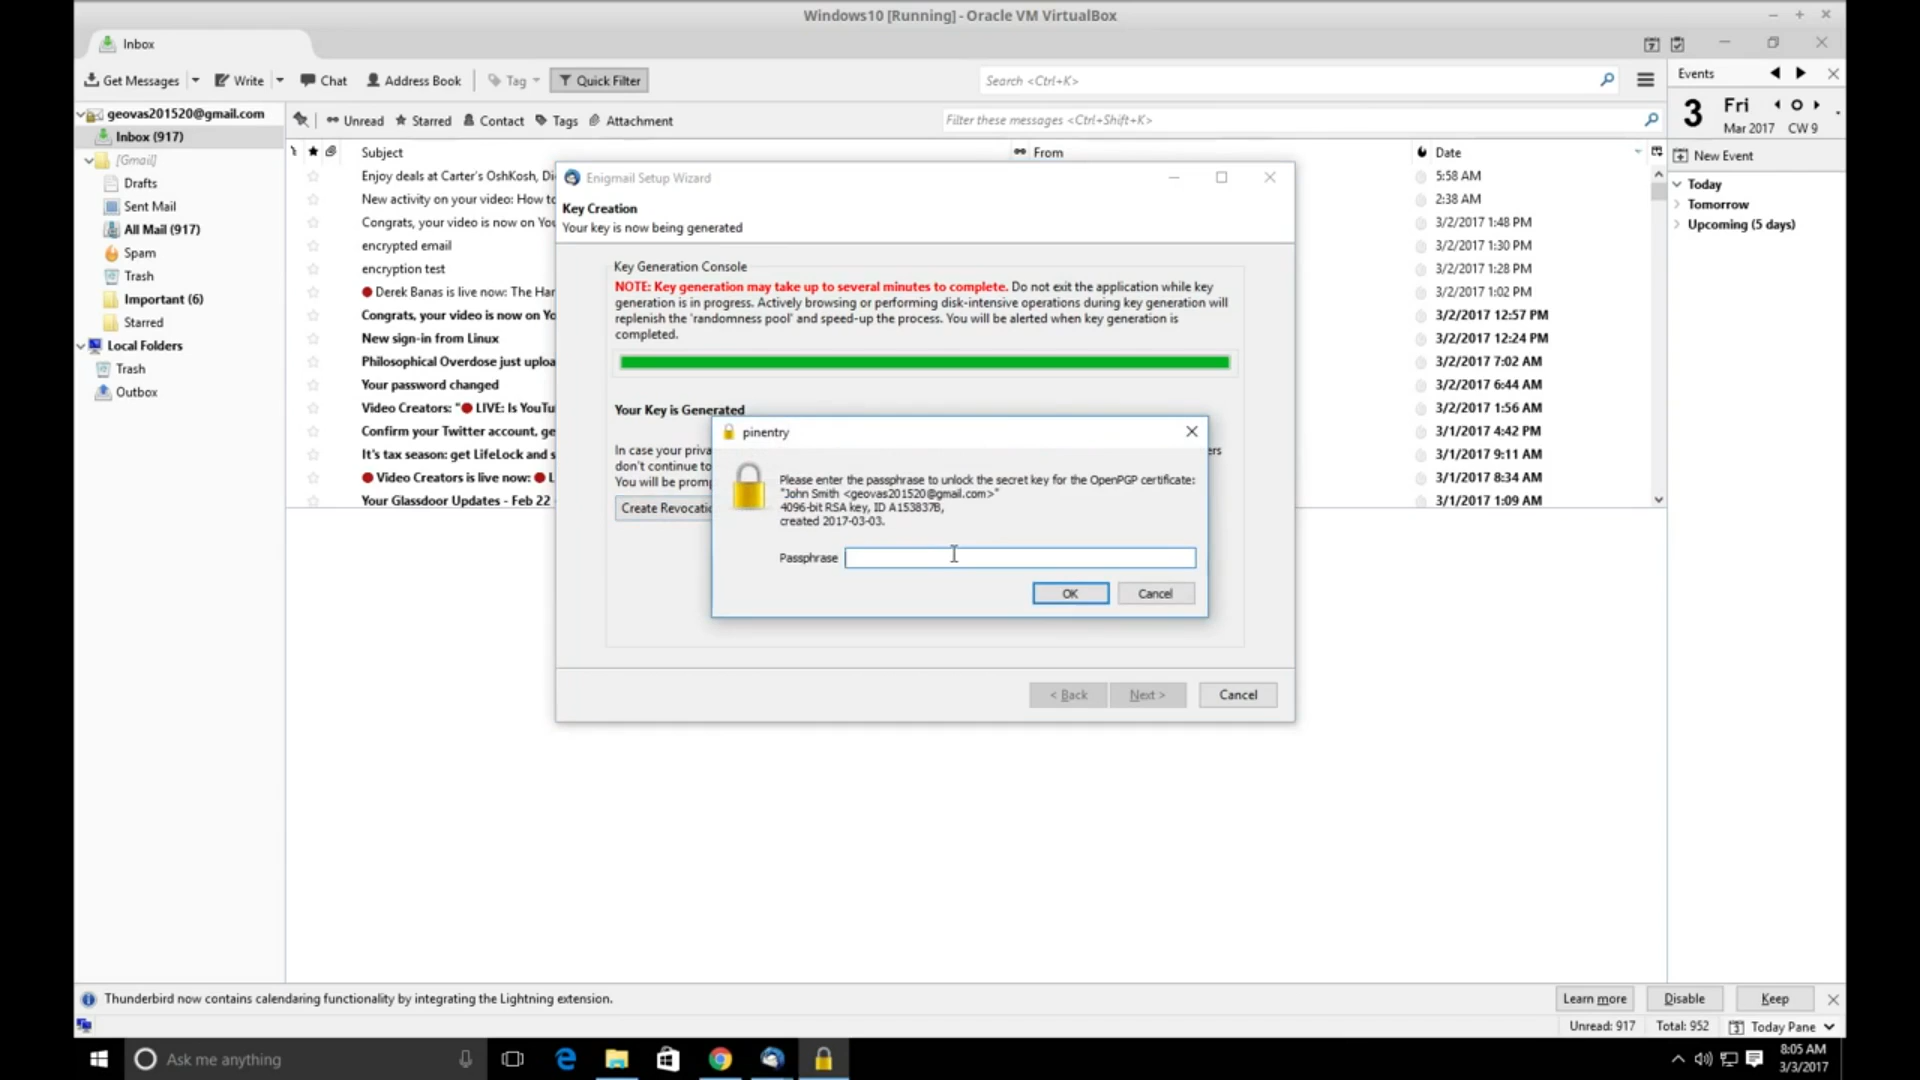 Windows10 [Running] - Oracle VM VirtualBox
Inbox
Get Messages
Write
Chat
Address Book
Tag
Quick Filter
Search <Ctrl+K>
Events
geovas201520@gmail.com
Inbox (917)
[Gmail]
Drafts
Sent Mail
All Mail (917)
Spam
Trash
Important (6)
Starred
Local Folders
Trash
Outbox
Unread
Starred
Contact
Tags
Attachment
Filter these messages <Ctrl+Shift+K>
Subject
From
Date
Enjoy deals at Carter's OshKosh, Di
5:58 AM
New activity on your video: How to
2:38 AM
Congrats, your video is now on You
3/2/2017 1:48 PM
encrypted email
3/2/2017 1:30 PM
encryption test
3/2/2017 1:28 PM
Derek Banas is live now: The Har
3/2/2017 1:02 PM
Congrats, your video is now on Yo
3/2/2017 12:57 PM
New sign-in from Linux
3/2/2017 12:24 PM
Philosophical Overdose just uploa
3/2/2017 7:02 AM
Your password changed
3/2/2017 6:44 AM
Video Creators: "🔴 LIVE: Is YouTu
3/2/2017 1:56 AM
Confirm your Twitter account, ge
3/1/2017 4:42 PM
It's tax season: get LifeLock and s
3/1/2017 9:11 AM
Video Creators is live now: 🔴 L
3/1/2017 8:34 AM
Your Glassdoor Updates - Feb 22
3/1/2017 1:09 AM
3
Fri
Mar 2017
CW 9
New Event
Today
Tomorrow
Upcoming (5 days)
Enigmail Setup Wizard
Key Creation
Your key is now being generated
Key Generation Console
NOTE: Key generation may take up to several minutes to complete. Do not exit the application while key
generation is in progress. Actively browsing or performing disk-intensive operations during key generation will
replenish the 'randomness pool' and speed-up the process. You will be alerted when key generation is
completed.
Your Key is Generated
In case your priva
ers
don't continue to
You will be promp
Create Revocatio
pinentry
Please enter the passphrase to unlock the secret key for the OpenPGP certificate:
"John Smith <geovas201520@gmail.com>"
4096-bit RSA key, ID A153837B,
created 2017-03-03.
Passphrase
OK
Cancel
< Back
Next >
Cancel
Thunderbird now contains calendaring functionality by integrating the Lightning extension.
Learn more
Disable
Keep
Unread: 917
Total: 952
Today Pane
Ask me anything
8:05 AM
3/3/2017